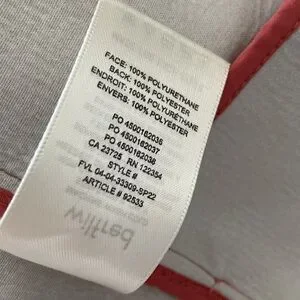 FACE: 100% POLYURETHANE
BACK: 100% POLYESTER
ENDROIT: 100% POLYURETHANE
ENVERS: 100% POLYESTER
PO 4500162036
PO 4500162037
PO 4500162038
CA 23725 RN 122354
STYLE #
FVL 04-04-33309-SP22
ARTICLE # 92533
wilfred